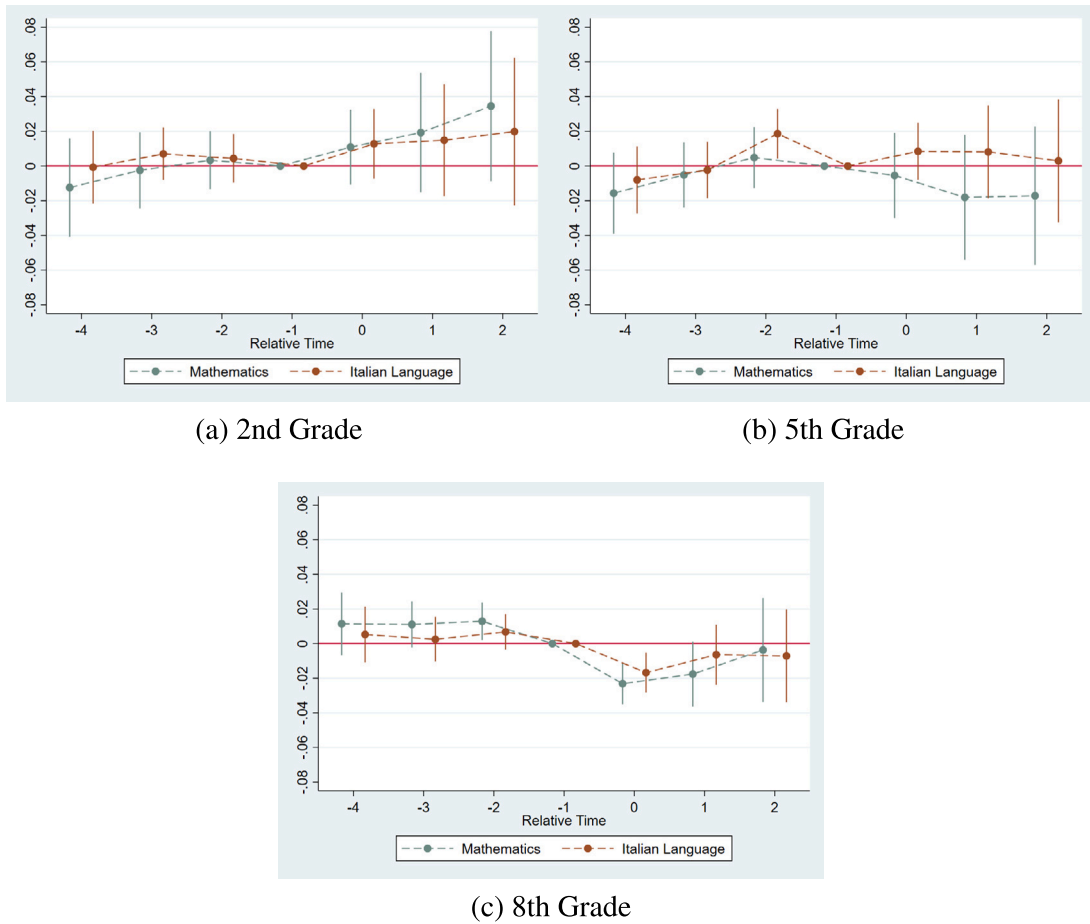 .08
.06
.04
.02
0
-.02
-.04
-.06
-.08
-4 -3 -2 -1 0 1 2
Relative Time
Mathematics Italian Language
(a) 2nd Grade
.08
.06
.04
.02
0
-.02
-.04
-.06
-.08
-4 -3 -2 -1 0 1 2
Relative Time
Mathematics Italian Language
(b) 5th Grade
.08
.06
.04
.02
0
-.02
-.04
-.06
-.08
-4 -3 -2 -1 0 1 2
Relative Time
Mathematics Italian Language
(c) 8th Grade